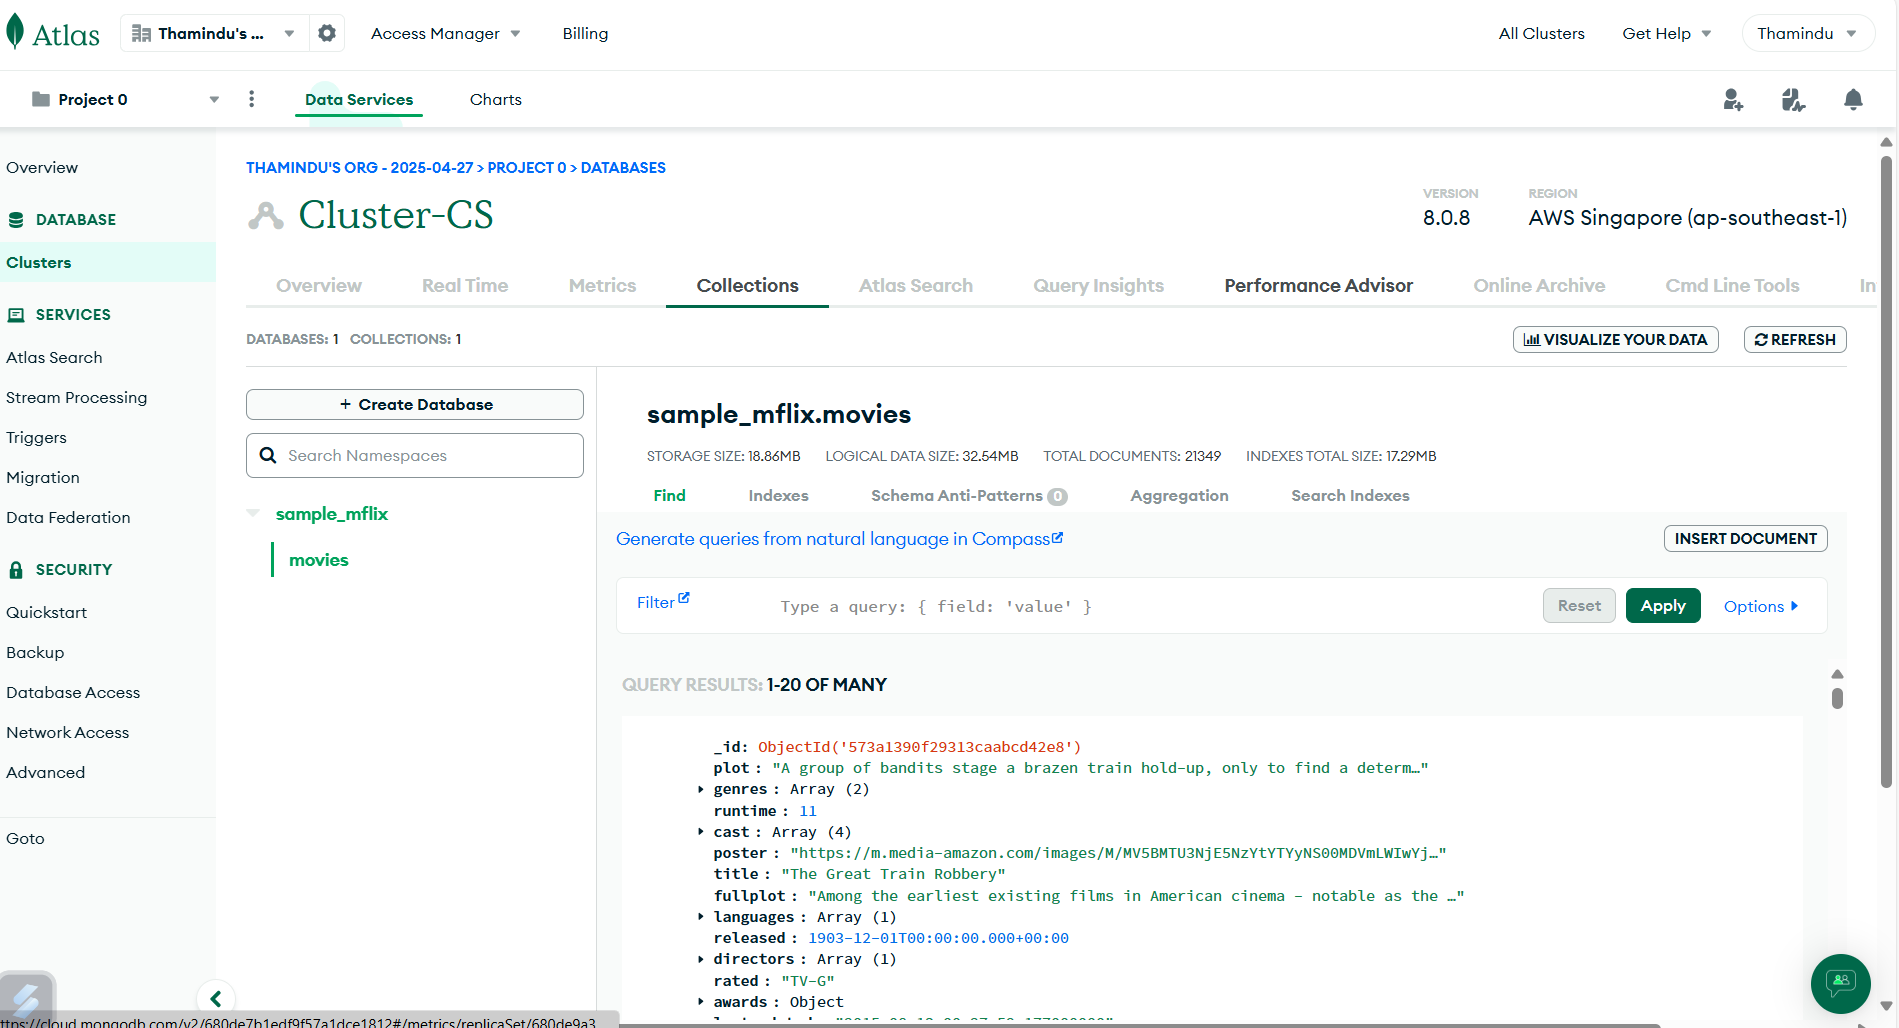 Atlas
Thamindu's ...
Access Manager
Billing
All Clusters
Get Help
Thamindu
Project 0
Data Services
Charts
Overview
DATABASE
Clusters
SERVICES
Atlas Search
Stream Processing
Triggers
Migration
Data Federation
SECURITY
Quickstart
Backup
Database Access
Network Access
Advanced
Goto
THAMINDU'S ORG - 2025-04-27 > PROJECT 0 > DATABASES
Cluster-CS
VERSION
8.0.8
REGION
AWS Singapore (ap-southeast-1)
Overview
Real Time
Metrics
Collections
Atlas Search
Query Insights
Performance Advisor
Online Archive
Cmd Line Tools
In
DATABASES: 1 COLLECTIONS: 1
VISUALIZE YOUR DATA
REFRESH
+ Create Database
Search Namespaces
sample_mflix
movies
sample_mflix.movies
STORAGE SIZE: 18.86MB LOGICAL DATA SIZE: 32.54MB TOTAL DOCUMENTS: 21349 INDEXES TOTAL SIZE: 17.29MB
Find
Indexes
Schema Anti-Patterns 0
Aggregation
Search Indexes
Generate queries from natural language in Compass
INSERT DOCUMENT
Filter
Type a query: { field: 'value' }
Reset
Apply
Options
QUERY RESULTS: 1-20 OF MANY
_id: ObjectId('573a1390f29313caabcd42e8')
plot : "A group of bandits stage a brazen train hold-up, only to find a determ…"
genres : Array (2)
runtime : 11
cast : Array (4)
poster : "https://m.media-amazon.com/images/M/MV5BMTU3NjE5NzYtYTYyNS00MDVmLWIwYj…"
title : "The Great Train Robbery"
fullplot : "Among the earliest existing films in American cinema - notable as the …"
languages : Array (1)
released : 1903-12-01T00:00:00.000+00:00
directors : Array (1)
rated : "TV-G"
awards : Object
ttps://cloud.mongodb.com/v2/680de7b1edf9f57a1dce1812#/metrics/replicaSet/680de9a3